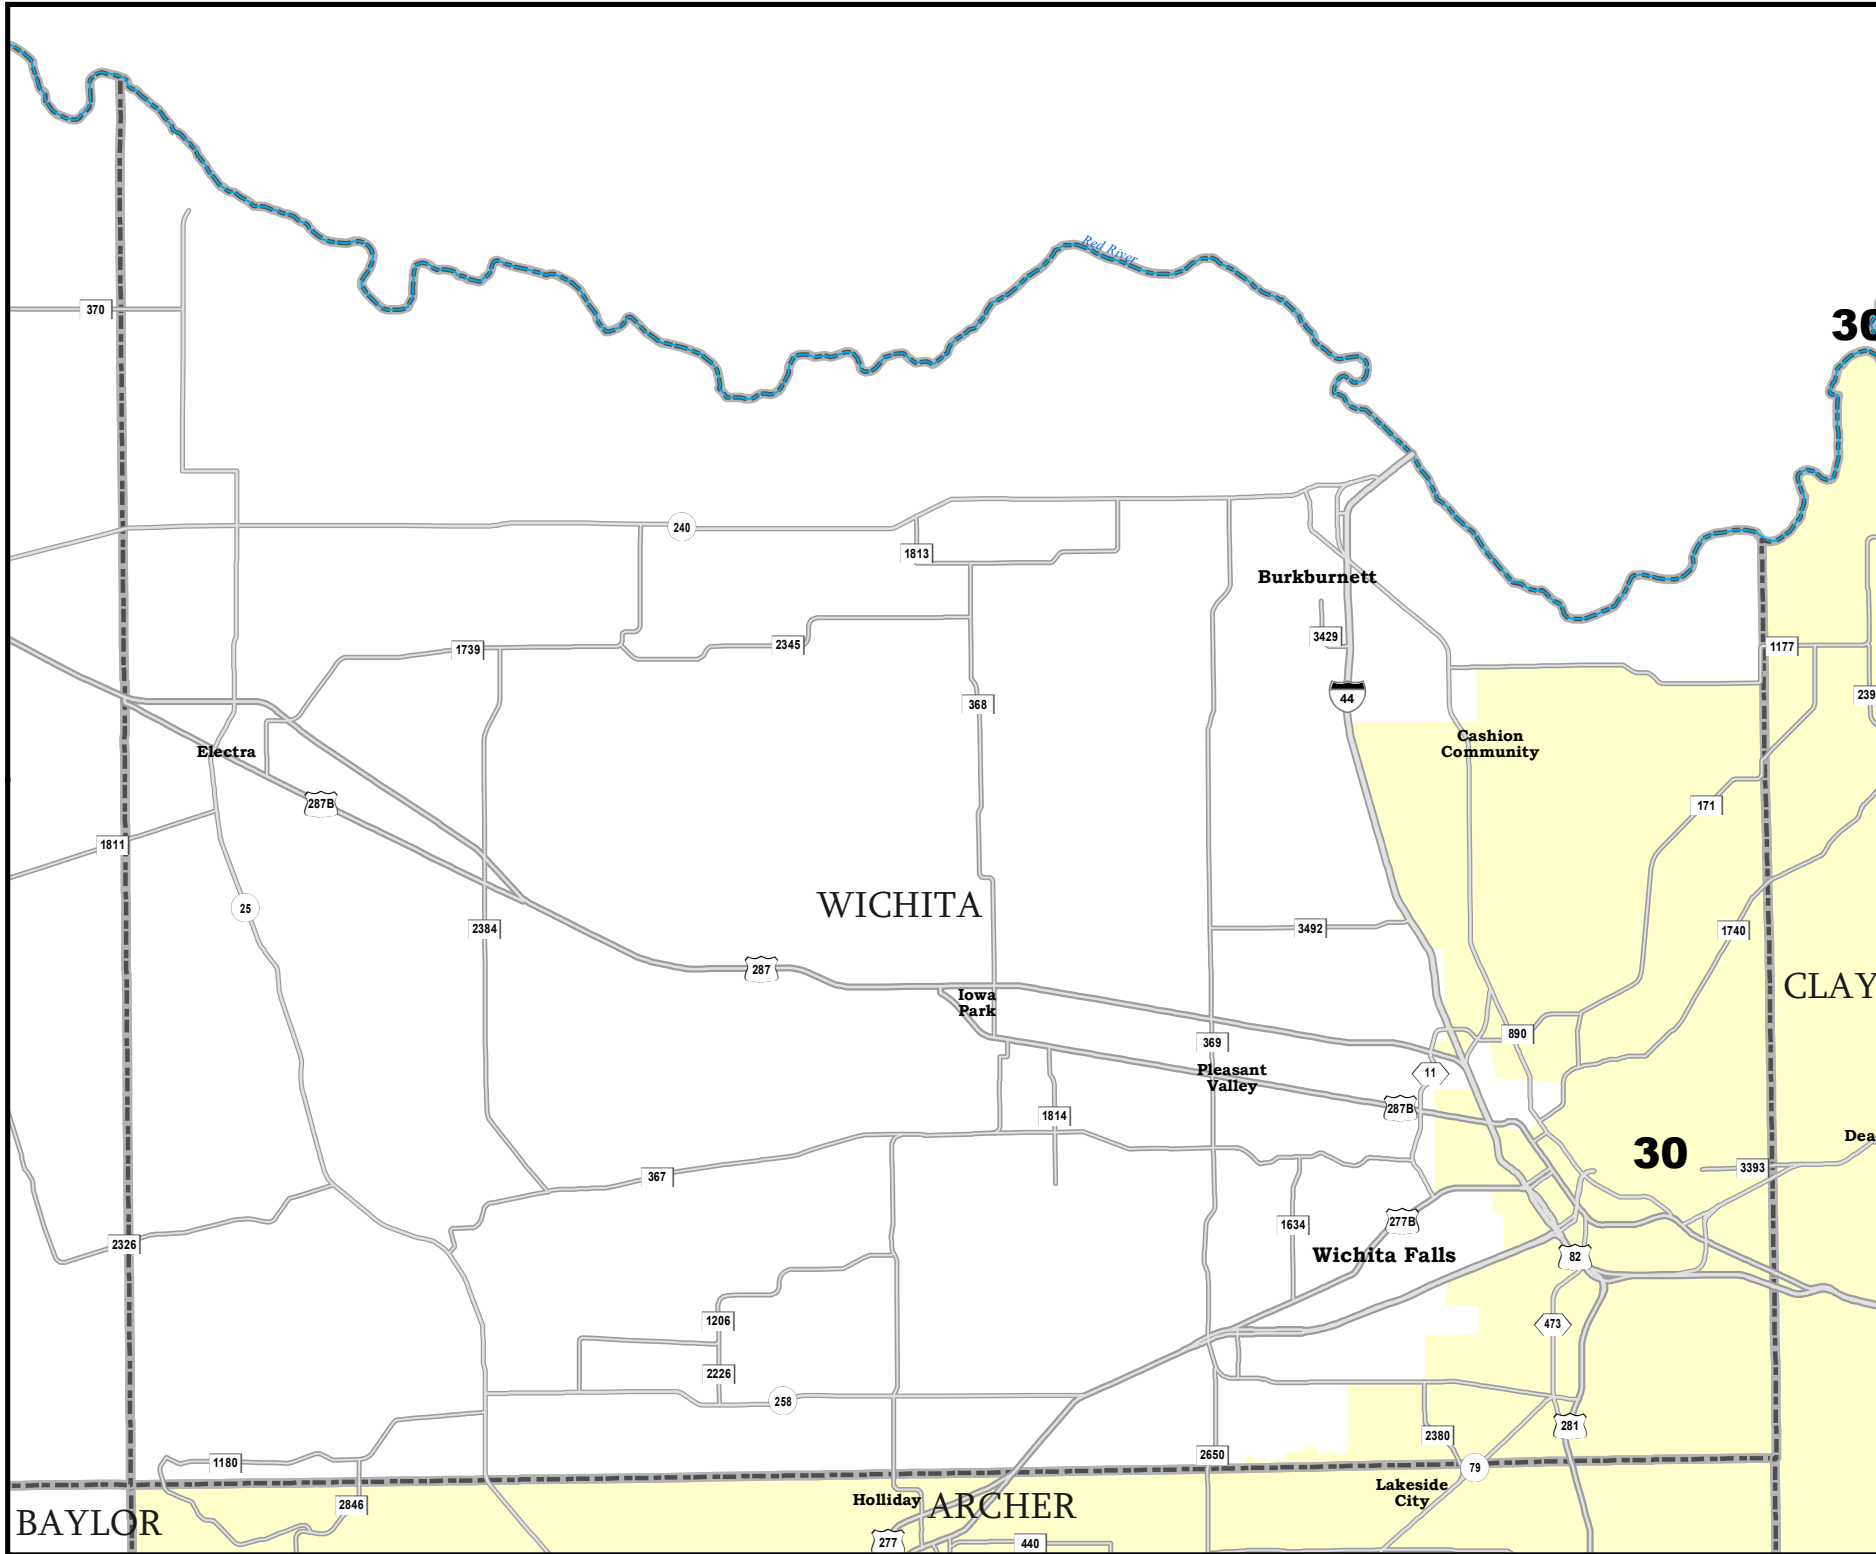 Red River
370
30
240
1813
Burkburnett
3429
1739
2345
1177
44
239
368
Cashion
Community
Electra
287B
171
1811
WICHITA
25
2384
3492
1740
287
CLAY
Iowa
Park
890
369
Pleasant
Valley
11
287B
1814
Dea
30
3393
367
277B
1634
2326
Wichita Falls
82
1206
473
2226
258
281
2380
2650
1180
79
Lakeside
City
2846
Holliday
ARCHER
BAYLOR
277
440